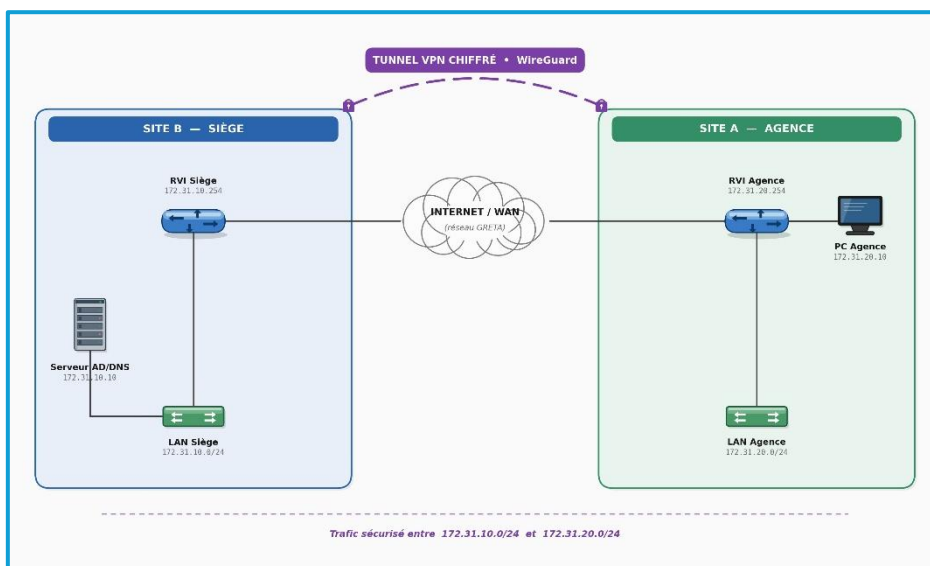 TUNNEL VPN CHIFFRÉ • WireGuard
SITE B — SIÈGE
SITE A — AGENCE
RVI Siège
172.31.10.254
RVI Agence
172.31.20.254
INTERNET / WAN
(réseau GRETA)
PC Agence
172.31.20.10
Serveur AD/DNS
172.31.10.10
LAN Siège
172.31.10.0/24
LAN Agence
172.31.20.0/24
Trafic sécurisé entre 172.31.10.0/24 et 172.31.20.0/24